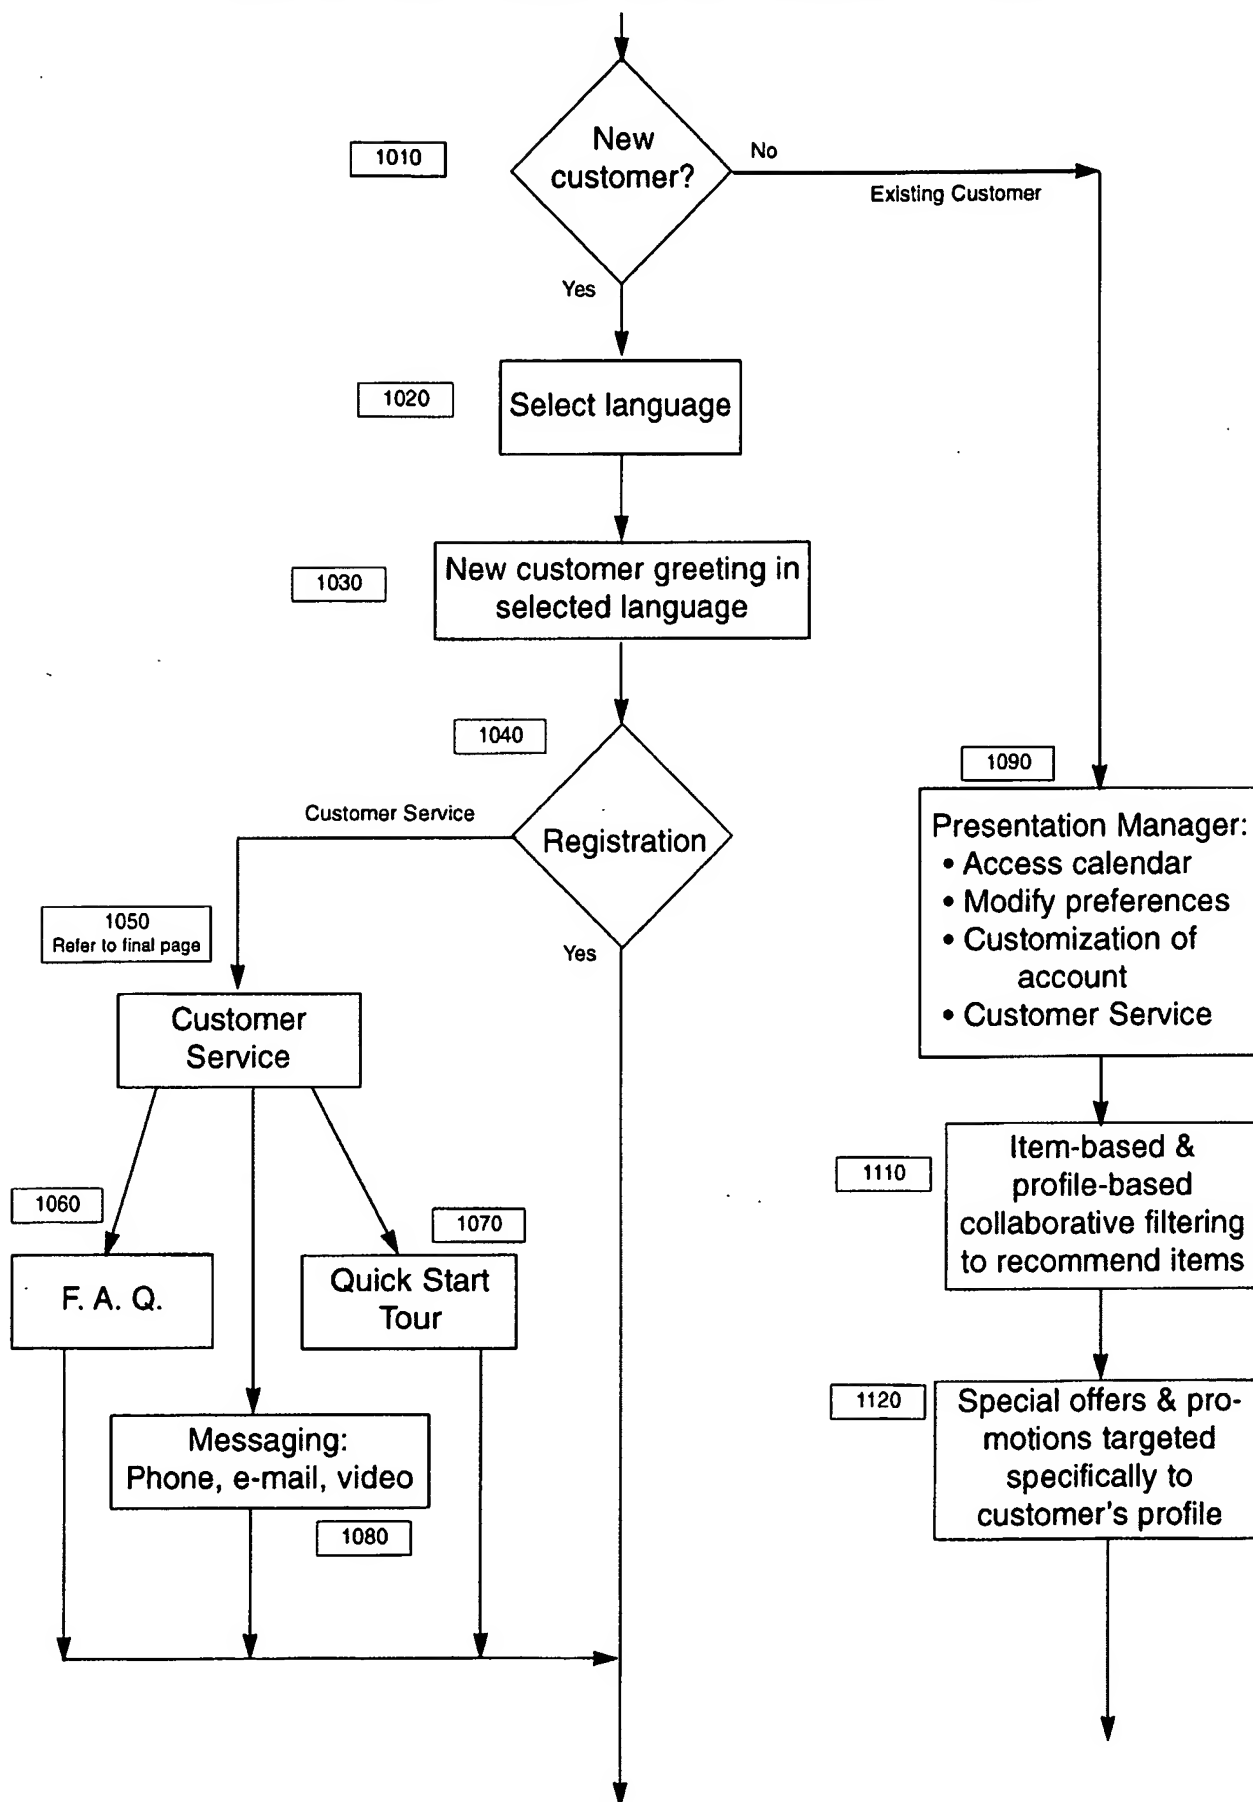 1010
New
customer?
No
Existing Customer
Yes
1020
Select language
1030
New customer greeting in
selected language
1040
Customer Service
Registration
Yes
1050
Refer to final page
Customer
Service
1060
F. A. Q.
1070
Quick Start
Tour
Messaging:
Phone, e-mail, video
1080
1090
Presentation Manager:
• Access calendar
• Modify preferences
• Customization of
account
• Customer Service
1110
Item-based &
profile-based
collaborative filtering
to recommend items
1120
Special offers & pro-
motions targeted
specifically to
customer's profile